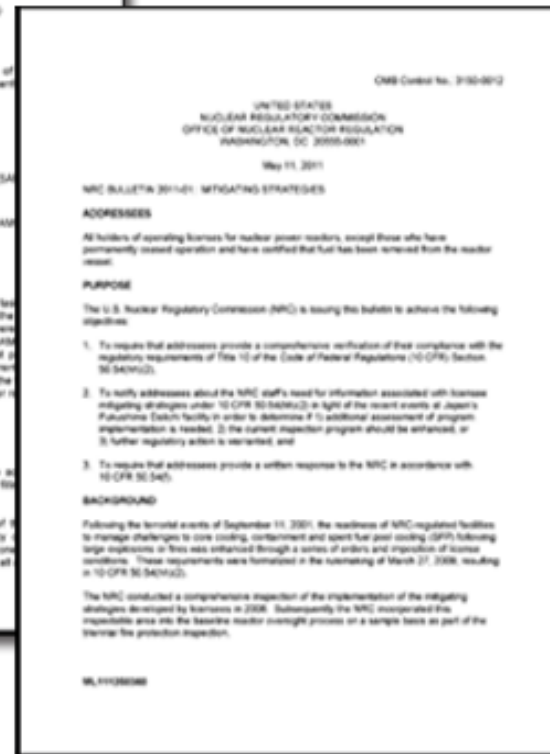 OMB Control No.: 3150-0012
UNITED STATES
NUCLEAR REGULATORY COMMISSION
OFFICE OF NUCLEAR REACTOR REGULATION
WASHINGTON, DC 20555-0001
May 11, 2011
NRC BULLETIN 2011-01: MITIGATING STRATEGIES
ADDRESSEES
All holders of operating licenses for nuclear power reactors, except those who have
permanently ceased operation and have certified that fuel has been removed from the reactor
vessel.
PURPOSE
The U.S. Nuclear Regulatory Commission (NRC) is issuing this bulletin to achieve the following
objectives:
1. To require that addressees provide a comprehensive verification of their compliance with the
regulatory requirements of Title 10 of the Code of Federal Regulations (10 CFR) Section
50.54(hh)(2),
2. To notify addressees about the NRC staff's need for information associated with licensee
mitigating strategies under 10 CFR 50.54(hh)(2) in light of the recent events at Japan's
Fukushima Daiichi facility in order to determine if 1) additional assessment of program
implementation is needed, 2) the current inspection program should be enhanced, or
3) further regulatory action is warranted, and
3. To require that addressees provide a written response to the NRC in accordance with
10 CFR 50.54(f).
BACKGROUND
Following the terrorist events of September 11, 2001, the readiness of NRC-regulated facilities
to manage challenges to core cooling, containment and spent fuel pool cooling (SFP) following
large explosions or fires was enhanced through a series of orders and imposition of license
conditions. These requirements were formalized in the rulemaking of March 27, 2009, resulting
in 10 CFR 50.54(hh)(2).
The NRC conducted a comprehensive inspection of the implementation of the mitigating
strategies developed by licensees in 2008. Subsequently the NRC incorporated this
inspectable area into the baseline reactor oversight process on a sample basis as part of the
triennial fire protection inspection.